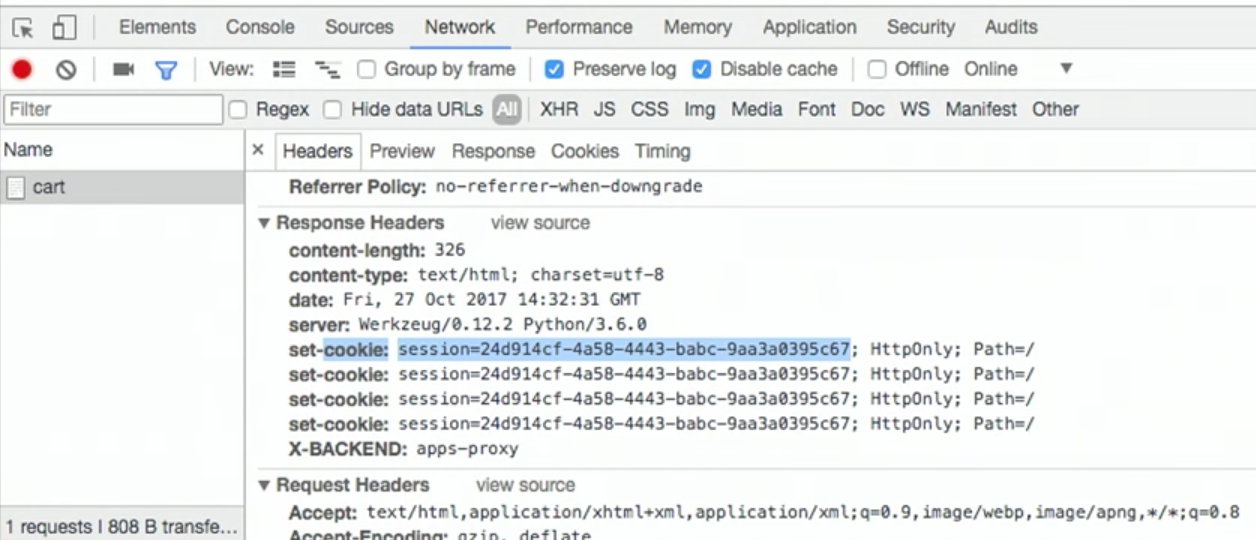 Elements Console Sources Network Performance Memory Application Security Audits
View: Group by frame Preserve log Disable cache Offline Online
Filter Regex Hide data URLs All XHR JS CSS Img Media Font Doc WS Manifest Other
Name × Headers Preview Response Cookies Timing
cart
Referrer Policy: no-referrer-when-downgrade
Response Headers view source
content-length: 326
content-type: text/html; charset=utf-8
date: Fri, 27 Oct 2017 14:32:31 GMT
server: Werkzeug/0.12.2 Python/3.6.0
set-cookie: session=24d914cf-4a58-4443-babc-9aa3a0395c67; HttpOnly; Path=/
set-cookie: session=24d914cf-4a58-4443-babc-9aa3a0395c67; HttpOnly; Path=/
set-cookie: session=24d914cf-4a58-4443-babc-9aa3a0395c67; HttpOnly; Path=/
set-cookie: session=24d914cf-4a58-4443-babc-9aa3a0395c67; HttpOnly; Path=/
X-BACKEND: apps-proxy
Request Headers view source
Accept: text/html,application/xhtml+xml,application/xml;q=0.9,image/webp,image/apng,*/*;q=0.8
Accept-Encoding: gzip, deflate
1 requests | 808 B transfe...